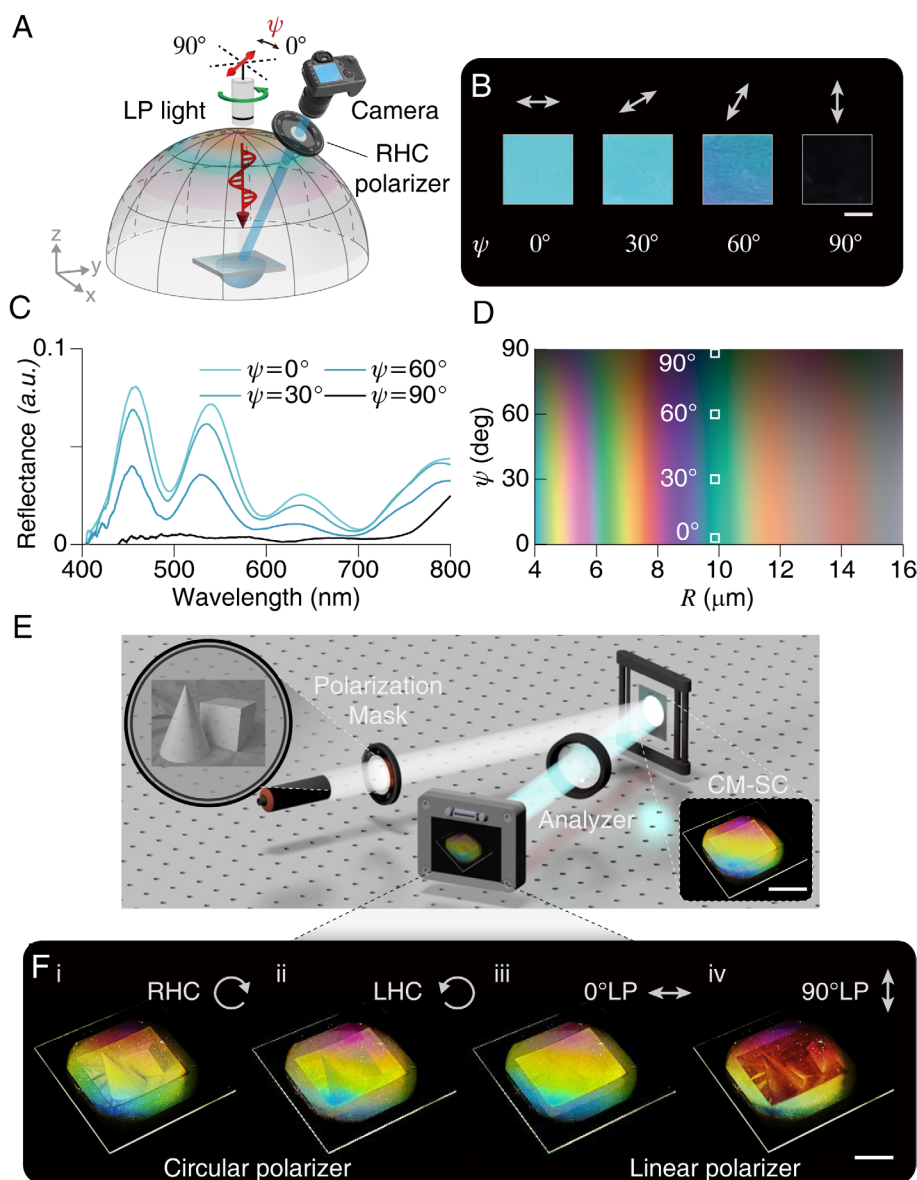 A
ψ
90°
0°
LP light
Camera
RHC
polarizer
z
y
x
B
ψ
0°
30°
60°
90°
C
0.1
ψ=0°
ψ=60°
ψ=30°
ψ=90°
Reflectance (a.u.)
0
400
500
600
700
800
Wavelength (nm)
D
90
60
30
0
ψ (deg)
90°
60°
30°
0°
4
6
8
10
12
14
16
R (μm)
E
Polarization
Mask
Analyzer
CM-SC
F
i
RHC
ii
LHC
iii
0°LP
iv
90°LP
Circular polarizer
Linear polarizer